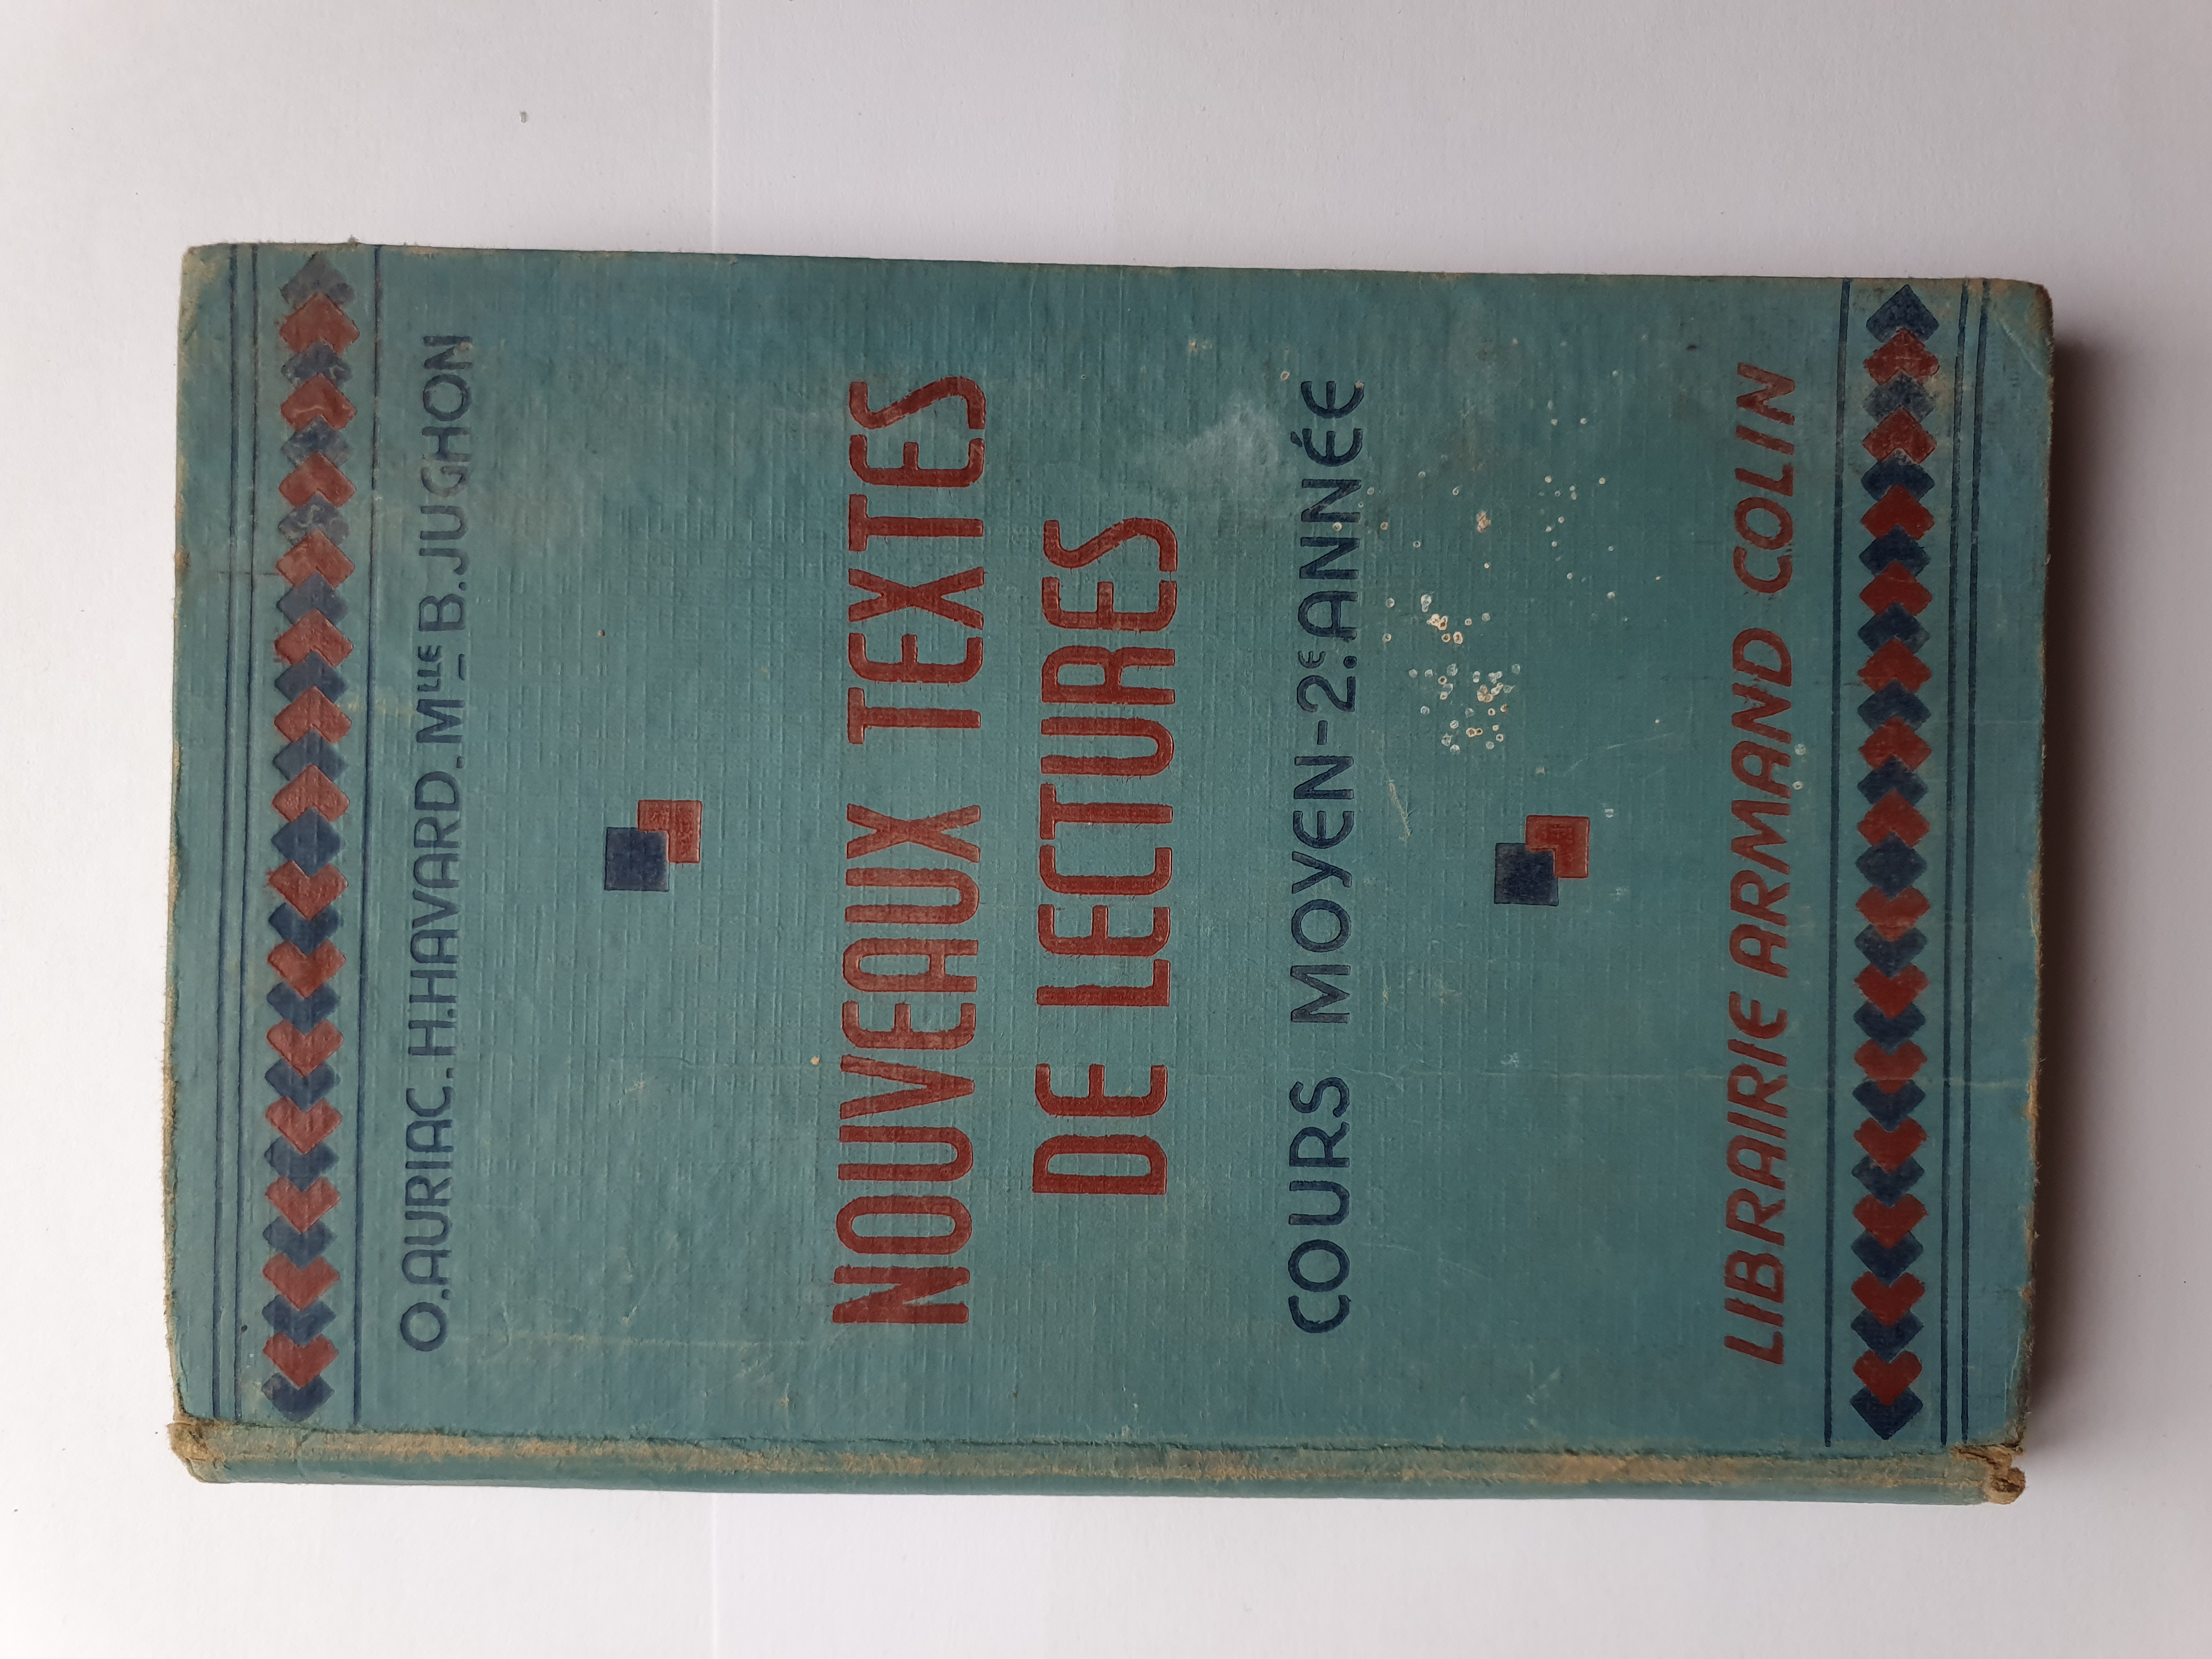 O. AURIAC. H. HAVARD. Mlle B. JUGHON
NOUVEAUX TEXTES
DE LECTURES
COURS MOYEN-2e. ANNÉE
LIBRAIRIE ARMAND COLIN